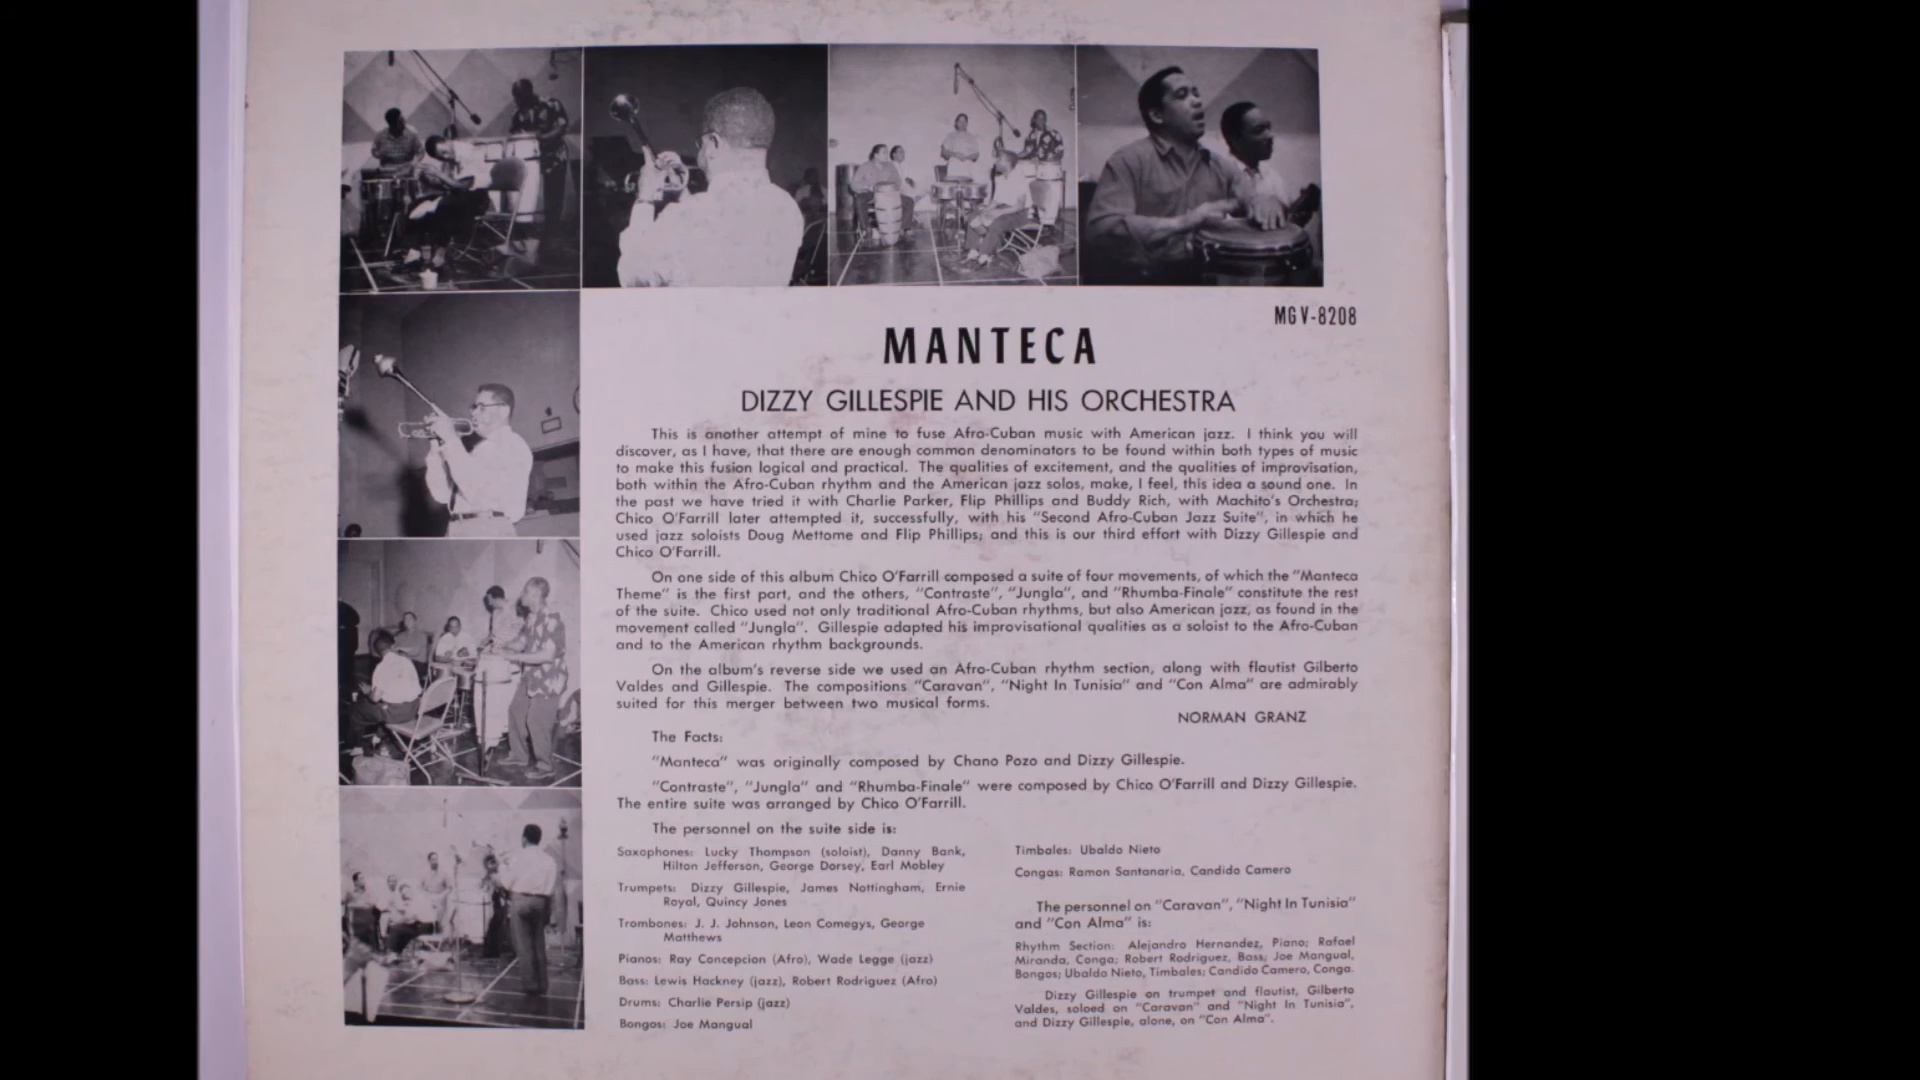 MG V-8208
MANTECA
DIZZY GILLESPIE AND HIS ORCHESTRA
This is another attempt of mine to fuse Afro-Cuban music with American jazz. I think you will
discover, as I have, that there are enough common denominators to be found within both types of music
to make this fusion logical and practical. The qualities of excitement, and the qualities of improvisation,
both within the Afro-Cuban rhythm and the American jazz solos, make, I feel, this idea a sound one. In
the past we have tried it with Charlie Parker, Flip Phillips and Buddy Rich, with Machito's Orchestra;
Chico O'Farrill later attempted it, successfully, with his "Second Afro-Cuban Jazz Suite", in which he
used jazz soloists Doug Mettome and Flip Phillips; and this is our third effort with Dizzy Gillespie and
Chico O'Farrill.
On one side of this album Chico O'Farrill composed a suite of four movements, of which the "Manteca
Theme" is the first part, and the others, "Contraste", "Jungla", and "Rhumba-Finale" constitute the rest
of the suite. Chico used not only traditional Afro-Cuban rhythms, but also American jazz, as found in the
movement called "Jungla". Gillespie adapted his improvisational qualities as a soloist to the Afro-Cuban
and to the American rhythm backgrounds.
On the album's reverse side we used an Afro-Cuban rhythm section, along with flautist Gilberto
Valdes and Gillespie. The compositions "Caravan", "Night In Tunisia" and "Con Alma" are admirably
suited for this merger between two musical forms.
NORMAN GRANZ
The Facts:
"Manteca" was originally composed by Chano Pozo and Dizzy Gillespie.
"Contraste", "Jungla" and "Rhumba-Finale" were composed by Chico O'Farrill and Dizzy Gillespie.
The entire suite was arranged by Chico O'Farrill.
The personnel on the suite side is:
Saxophones: Lucky Thompson (soloist), Danny Bank,
Hilton Jefferson, George Dorsey, Earl Mobley
Trumpets: Dizzy Gillespie, James Nottingham, Ernie
Royal, Quincy Jones
Trombones: J. J. Johnson, Leon Comegys, George
Matthews
Pianos: Ray Concepcion (Afro), Wade Legge (jazz)
Bass: Lewis Hackney (jazz), Robert Rodriguez (Afro)
Drums: Charlie Persip (jazz)
Bongos: Joe Mangual
Timbales: Ubaldo Nieto
Congas: Ramon Santanaria, Candido Camero
The personnel on "Caravan", "Night In Tunisia"
and "Con Alma" is:
Rhythm Section: Alejandro Hernandez, Piano; Rafael
Miranda, Conga; Robert Rodriguez, Bass; Joe Mangual,
Bongos; Ubaldo Nieto, Timbales; Candido Camero, Conga.
Dizzy Gillespie on trumpet and flautist, Gilberto
Valdes, soloed on "Caravan" and "Night In Tunisia",
and Dizzy Gillespie, alone, on "Con Alma".